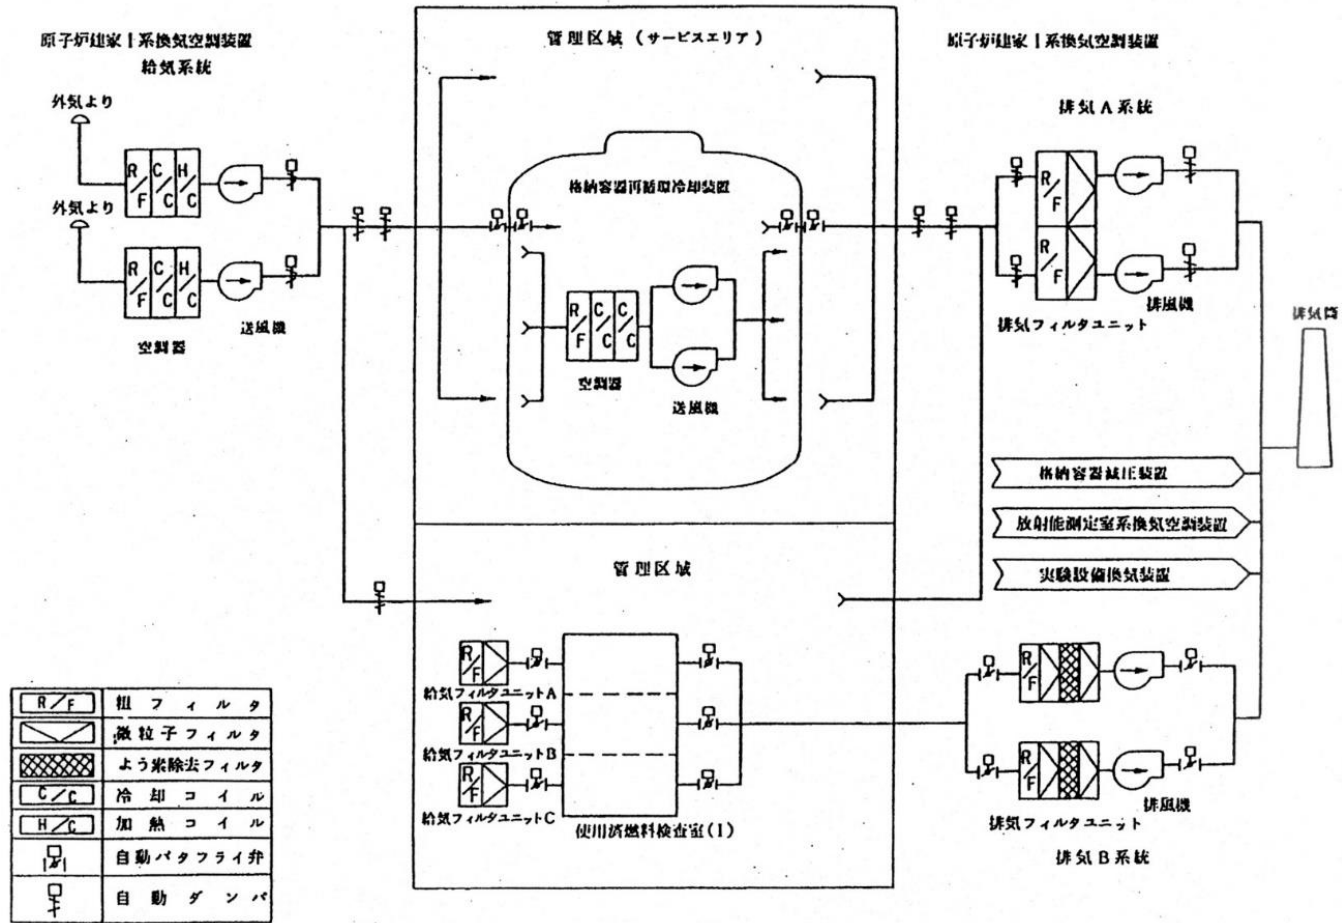 原子炉建家I系換気空調装置
給気系統
外気より
R/F
C/C
H/C
外気より
R/F
C/C
H/C
送風機
空調器
管理区域(サービスエリア)
格納容器再循環冷却装置
R/F
C/C
C/C
空調器
送風機
原子炉建家I系換気空調装置
排気A系統
R/F
R/F
排風機
排気フィルタユニット
排気筒
格納容器減圧装置
放射能測定室系換気空調装置
実験設備換気装置
管理区域
R/F
給気フィルタユニットA
R/F
給気フィルタユニットB
R/F
給気フィルタユニットC
使用済燃料検査室(I)
R/F
R/F
排風機
排気フィルタユニット
排気B系統
R/F 粗フィルタ
微粒子フィルタ
よう素除去フィルタ
C/C 冷却コイル
H/C 加熱コイル
自動バタフライ弁
自動ダンパ